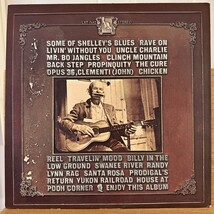 SOME OF SHELLEY'S BLUES RAVE ON
LIVIN' WITHOUT YOU UNCLE CHARLIE
MR. BO JANGLES CLINCH MOUNTAIN
BACK STEP PROPINQUITY THE CURE
OPUS 36, CLEMENTI (JOHN) CHICKEN
REEL TRAVELIN' MOOD BILLY IN THE
LOW GROUND SWANEE RIVER RANDY
LYNN RAG SANTA ROSA PRODIGAL'S
RETURN YUKON RAILROAD HOUSE AT
POOH CORNER ENJOY THIS ALBUM